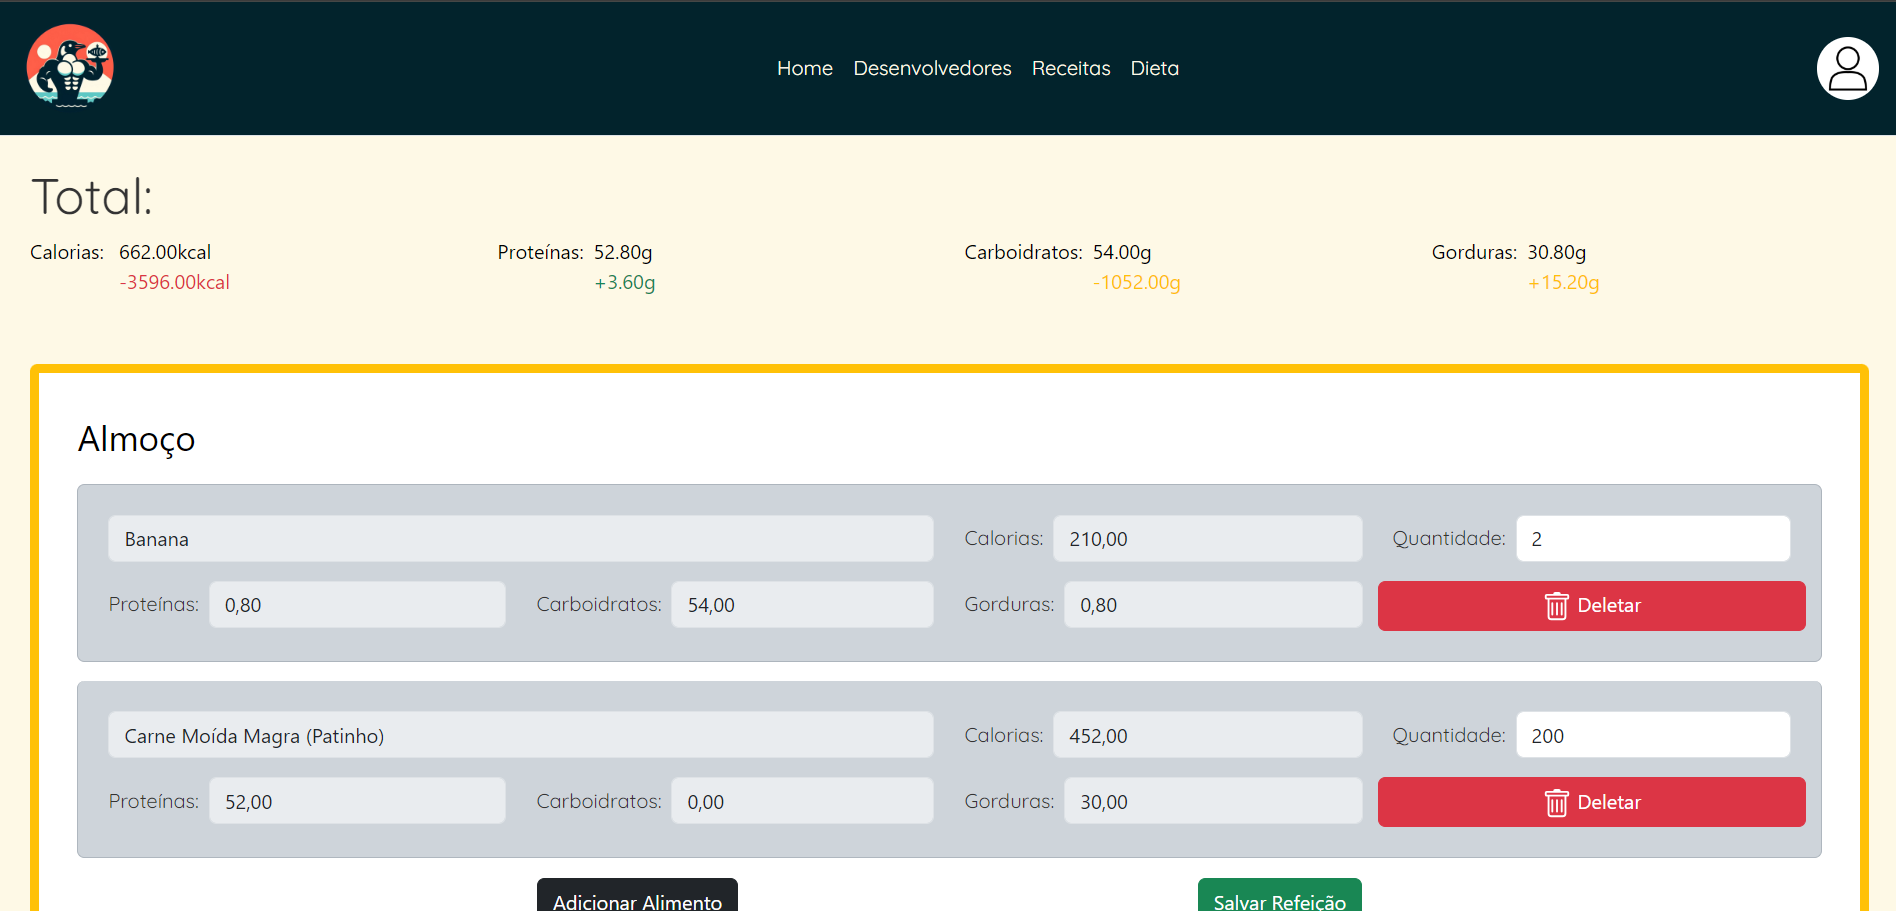 Home Desenvolvedores Receitas Dieta
Total:
Calorias: 662.00kcal Proteínas: 52.80g Carboidratos: 54.00g Gorduras: 30.80g
-3596.00kcal +3.60g -1052.00g +15.20g
Almoço
Banana Calorias: 210,00 Quantidade: 2
Proteínas: 0,80 Carboidratos: 54,00 Gorduras: 0,80 Deletar
Carne Moída Magra (Patinho) Calorias: 452,00 Quantidade: 200
Proteínas: 52,00 Carboidratos: 0,00 Gorduras: 30,00 Deletar
Adicionar Alimento Salvar Refeição